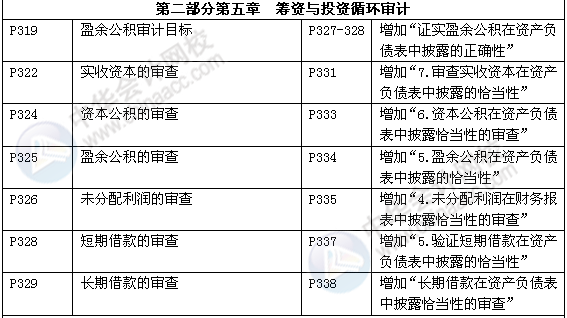 第二部分第五章 筹资与投资循环审计
P319 盈余公积审计目标 P327-328 增加“证实盈余公积在资产负
债表中披露的正确性”
P322 实收资本的审查 P331 增加“7.审查实收资本在资产
负债表中披露的恰当性”
P324 资本公积的审查 P333 增加“6.资本公积在资产负债
表中披露恰当性的审查”
P325 盈余公积的审查 P334 增加“5.盈余公积在资产负债
表中披露的恰当性”
P326 未分配利润的审查 P335 增加“4.未分配利润在财务报
表中披露恰当性的审查”
P328 短期借款的审查 P337 增加“5.验证短期借款在资产
负债表中披露的恰当性”
P329 长期借款的审查 P338 增加“长期借款在资产负债表中
披露恰当性的审查”
中华会计网校
www.chinaacc.com